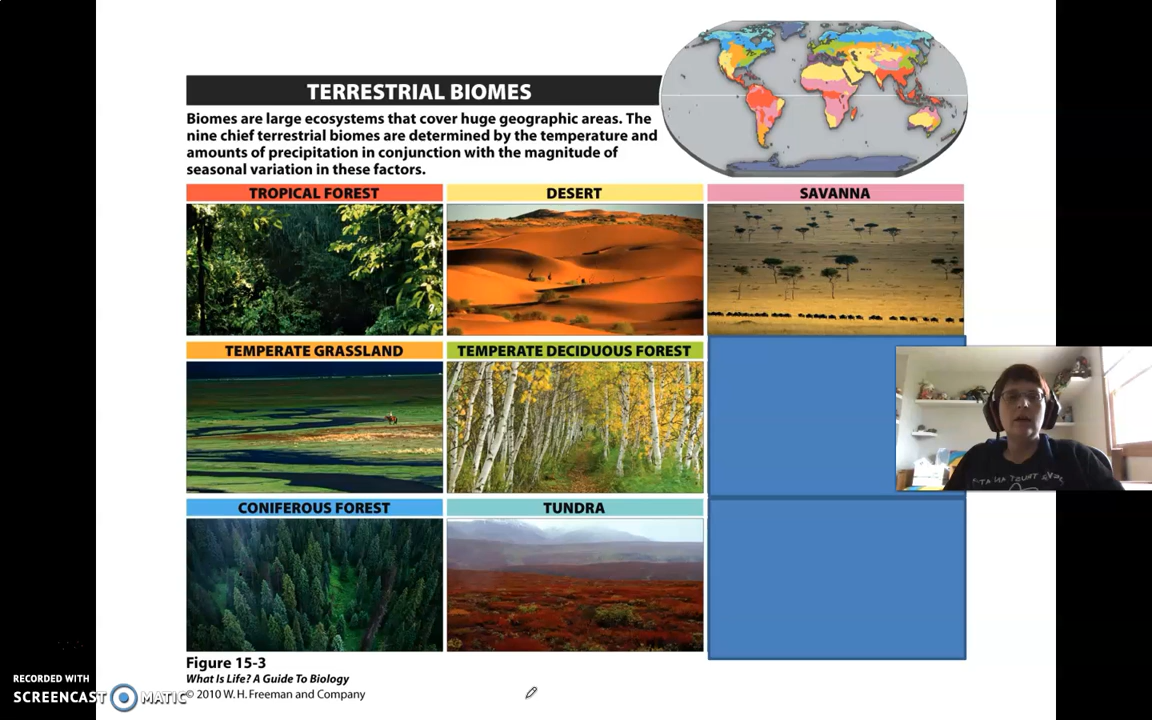 TERRESTRIAL BIOMES
Biomes are large ecosystems that cover huge geographic areas. The
nine chief terrestrial biomes are determined by the temperature and
amounts of precipitation in conjunction with the magnitude of
seasonal variation in these factors.
TROPICAL FOREST
DESERT
SAVANNA
TEMPERATE GRASSLAND
TEMPERATE DECIDUOUS FOREST
CONIFEROUS FOREST
TUNDRA
Figure 15-3
What Is Life? A Guide To Biology
© 2010 W. H. Freeman and Company
RECORDED WITH
SCREENCAST MATIC